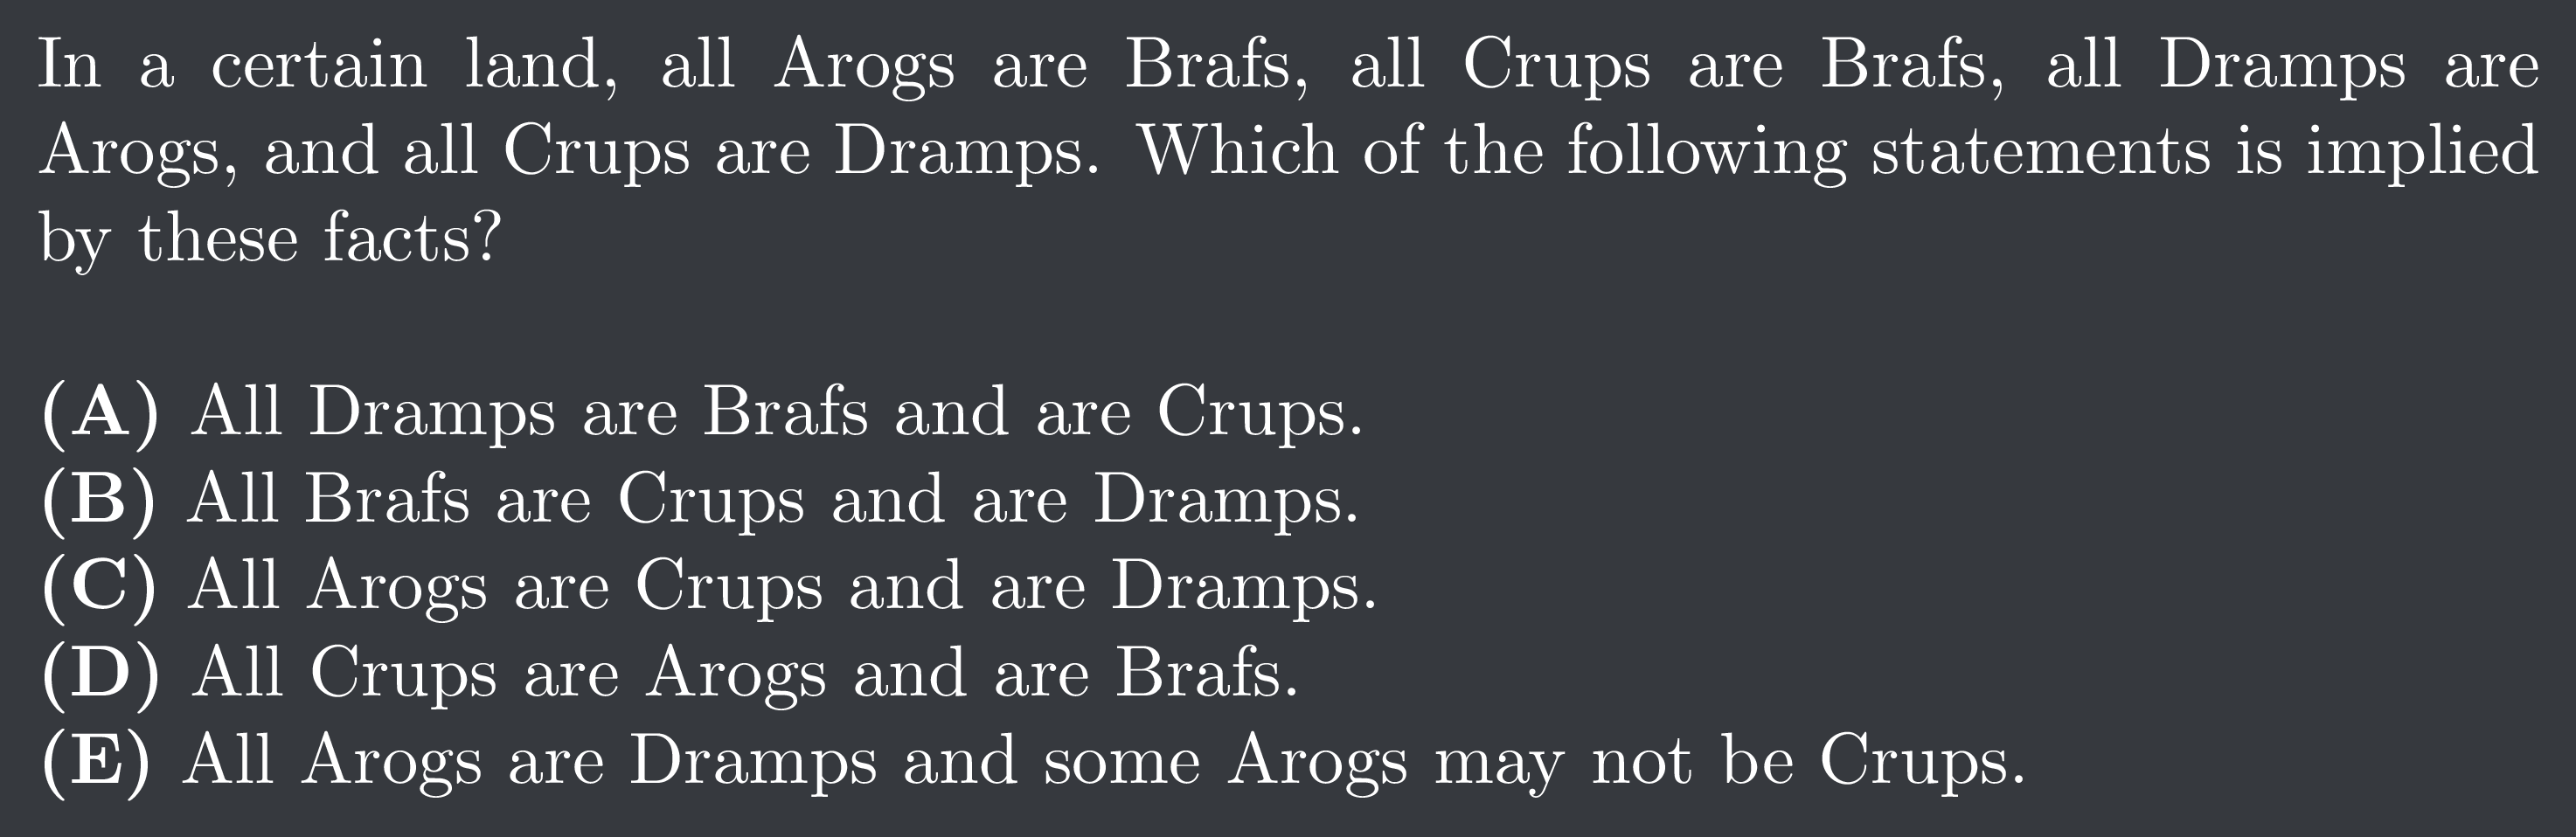 In a certain land, all Arogs are Brafs, all Crups are Brafs, all Dramps are
Arogs, and all Crups are Dramps. Which of the following statements is implied
by these facts?
(A) All Dramps are Brafs and are Crups.
(B) All Brafs are Crups and are Dramps.
(C) All Arogs are Crups and are Dramps.
(D) All Crups are Arogs and are Brafs.
(E) All Arogs are Dramps and some Arogs may not be Crups.